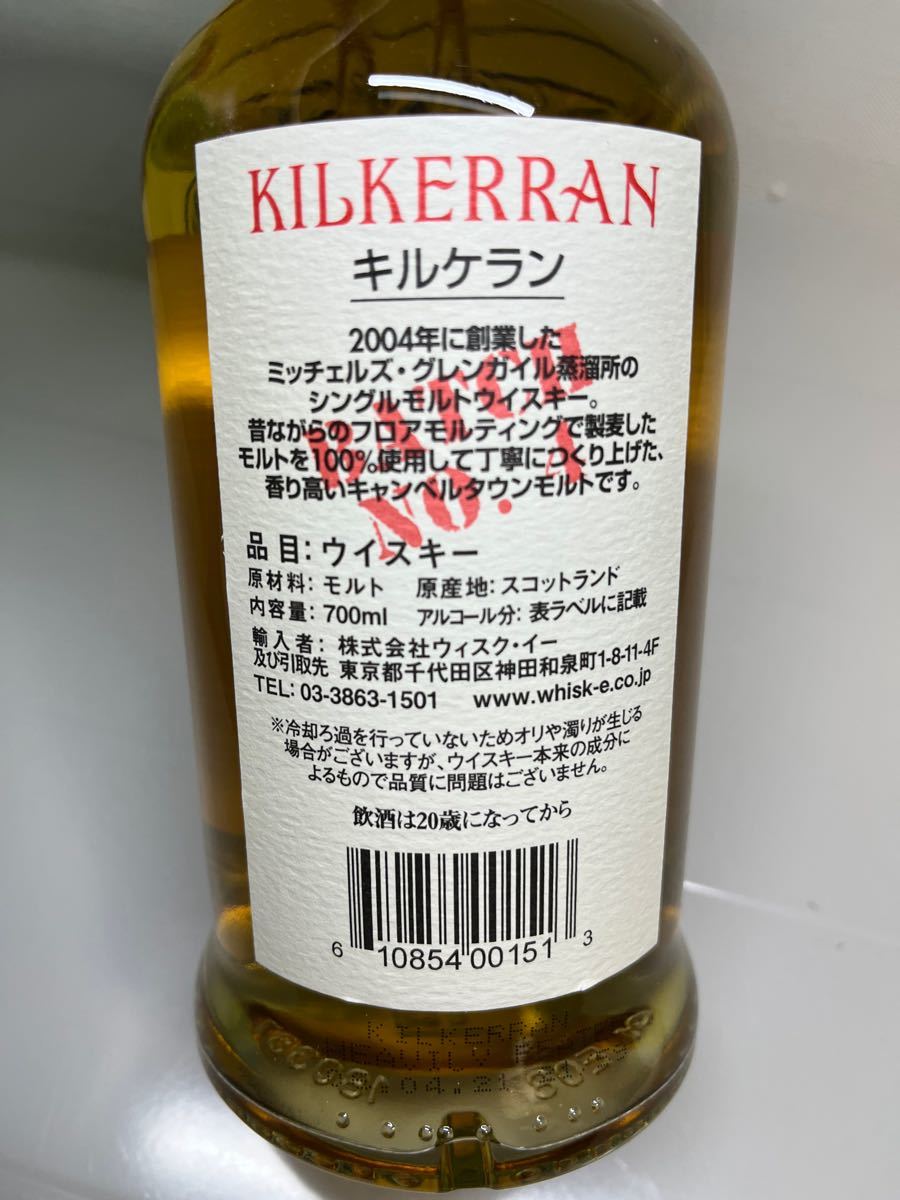 KILKERRAN
キルケラン
2004年に創業した
ミッチェルズ・グレンガイル蒸溜所の
シングルモルトウイスキー。
昔ながらのフロアモルティングで製麦した
モルトを100%使用して丁寧につくり上げた、
香り高いキャンベルタウンモルトです。
BATCH
NO. 4
品目：ウイスキー
原材料：モルト 原産地：スコットランド
内容量：700ml アルコール分：表ラベルに記載
輸入者：株式会社ウィスク・イー
及び引取先 東京都千代田区神田和泉町1-8-11-4F
TEL: 03-3863-1501 www.whisk-e.co.jp
※冷却ろ過を行っていないためオリや濁りが生じる
場合がございますが、ウイスキー本来の成分に
よるもので品質に問題はございません。
飲酒は20歳になってから
6 10854 00151 3
KILKERRAN
HEAVILY
04.21